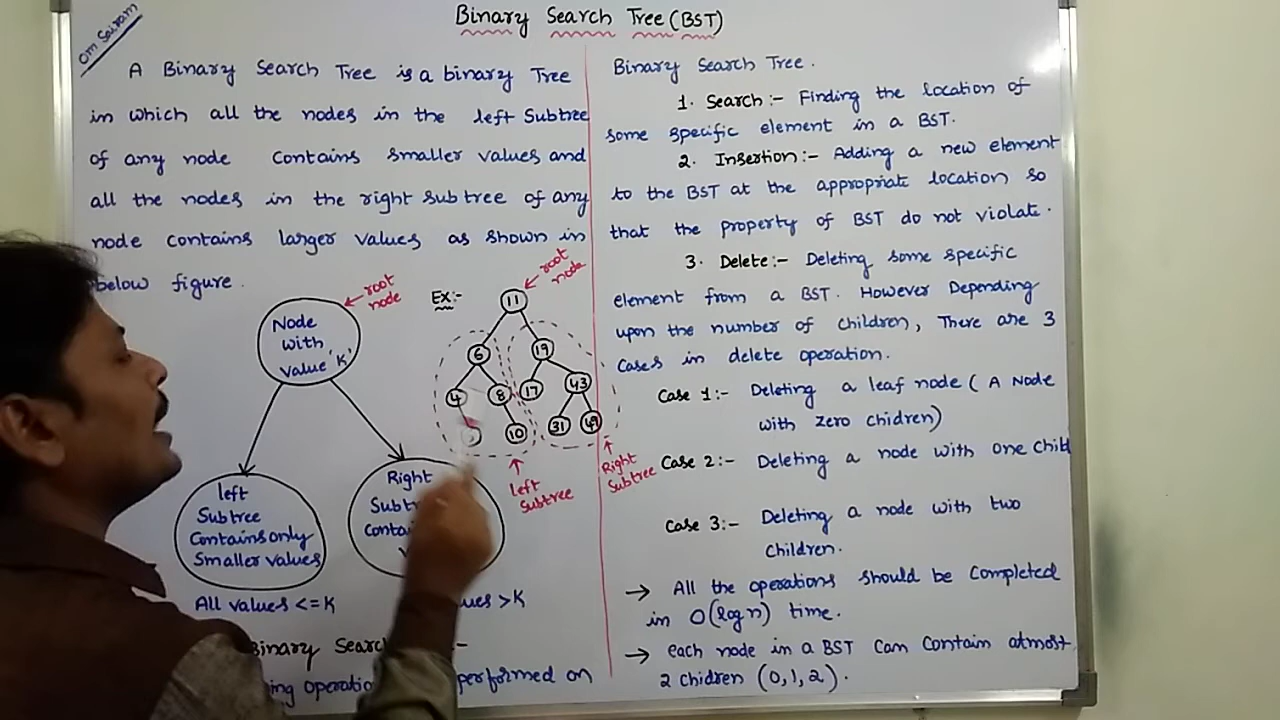 Om Sairam
Binary Search Tree (BST)
A Binary Search Tree is a binary Tree
in which all the nodes in the left Subtree
of any node contains smaller values and
all the nodes in the right subtree of any
node contains larger values as shown in
below figure.
root
node
Node
with
value 'K'
left
Subtree
Contains only
Smaller values
Right
All values <=K
>K
Binary Search
performed on
Ex:-
root
node
11
6
19
4
8
17
43
10
31
49
left
Subtree
Right
Subtree
Binary Search Tree.
1. Search:- Finding the location of
some specific element in a BST.
2. Insertion:- Adding a new element
to the BST at the appropriate location so
that the property of BST do not violate.
3. Delete:- Deleting some specific
element from a BST. However Depending
upon the number of children, There are 3
Cases in delete operation.
Case 1:- Deleting a leaf node (A Node
with zero chidren)
Case 2:- Deleting a node with one child
Case 3:- Deleting a node with two
children.
→ All the operations should be completed
in O(log n) time.
→ each node in a BST can contain atmost
2 chidren (0,1,2).